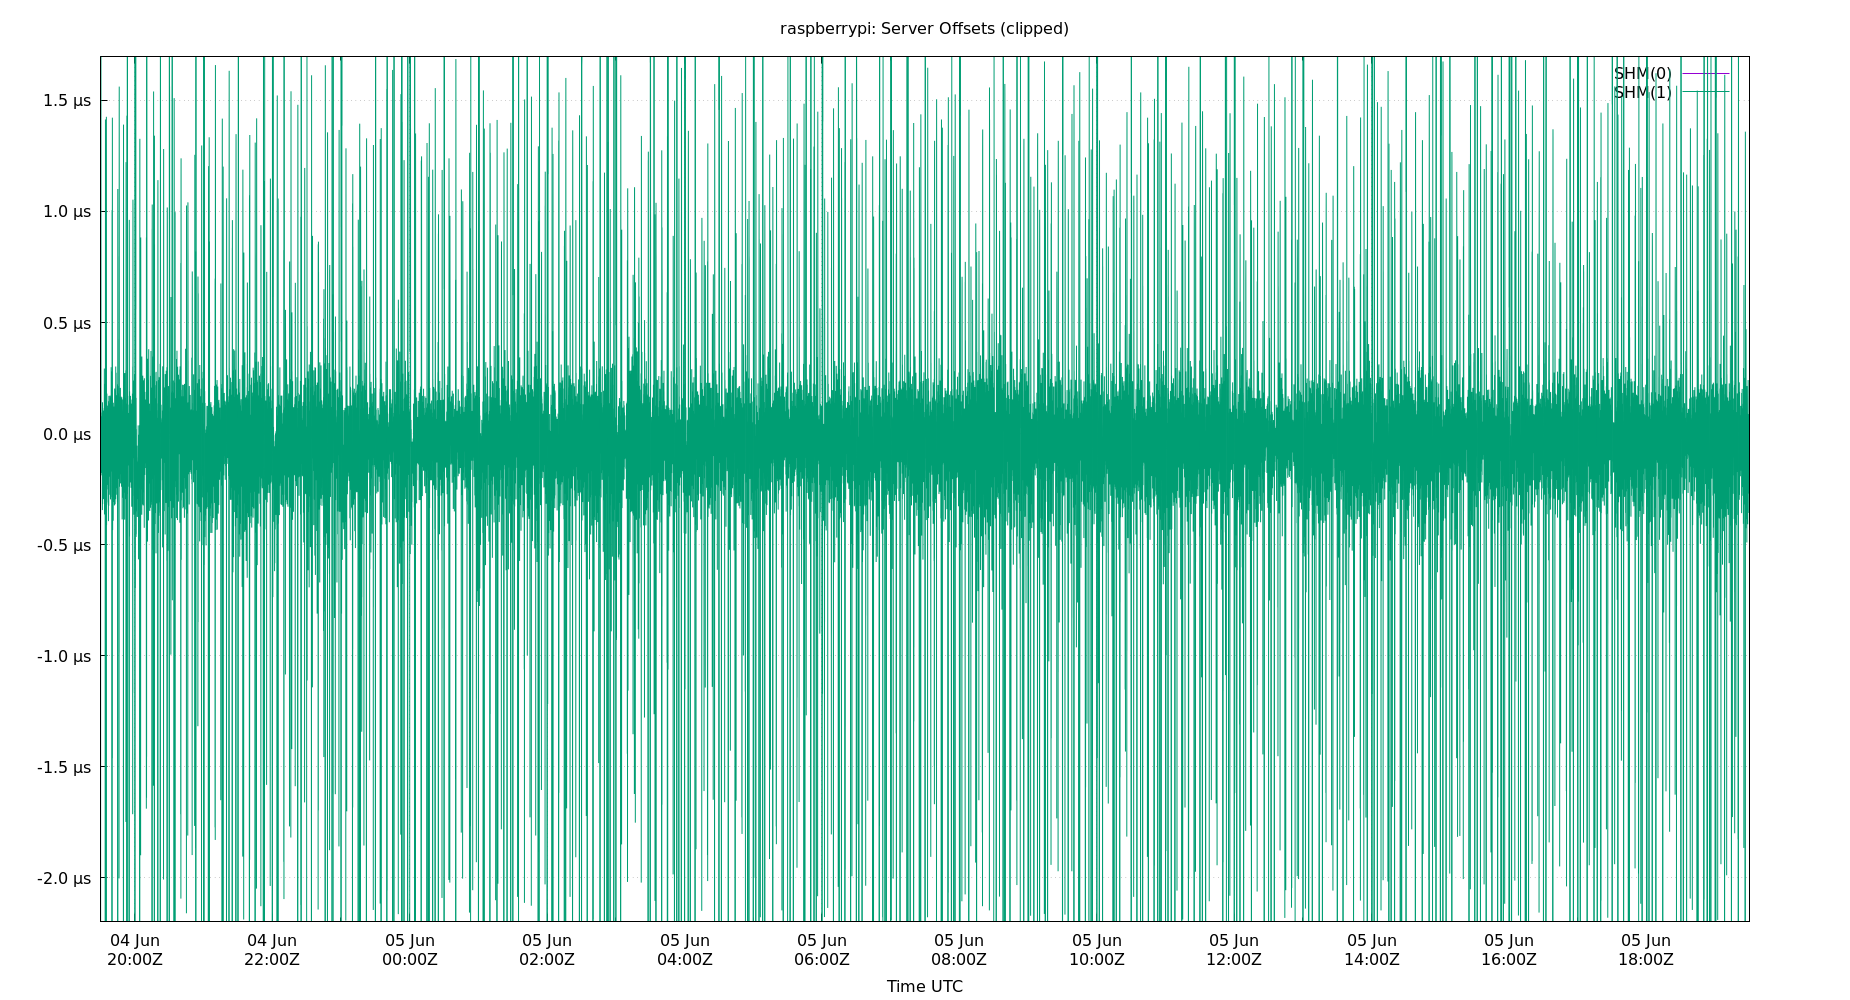 raspberrypi: Server Offsets (clipped)
SHM(0)
SHM(1)
1.5 µs
1.0 µs
0.5 µs
0.0 µs
-0.5 µs
-1.0 µs
-1.5 µs
-2.0 µs
04 Jun 04 Jun 05 Jun 05 Jun 05 Jun 05 Jun 05 Jun 05 Jun 05 Jun 05 Jun 05 Jun 05 Jun
20:00Z 22:00Z 00:00Z 02:00Z 04:00Z 06:00Z 08:00Z 10:00Z 12:00Z 14:00Z 16:00Z 18:00Z
Time UTC